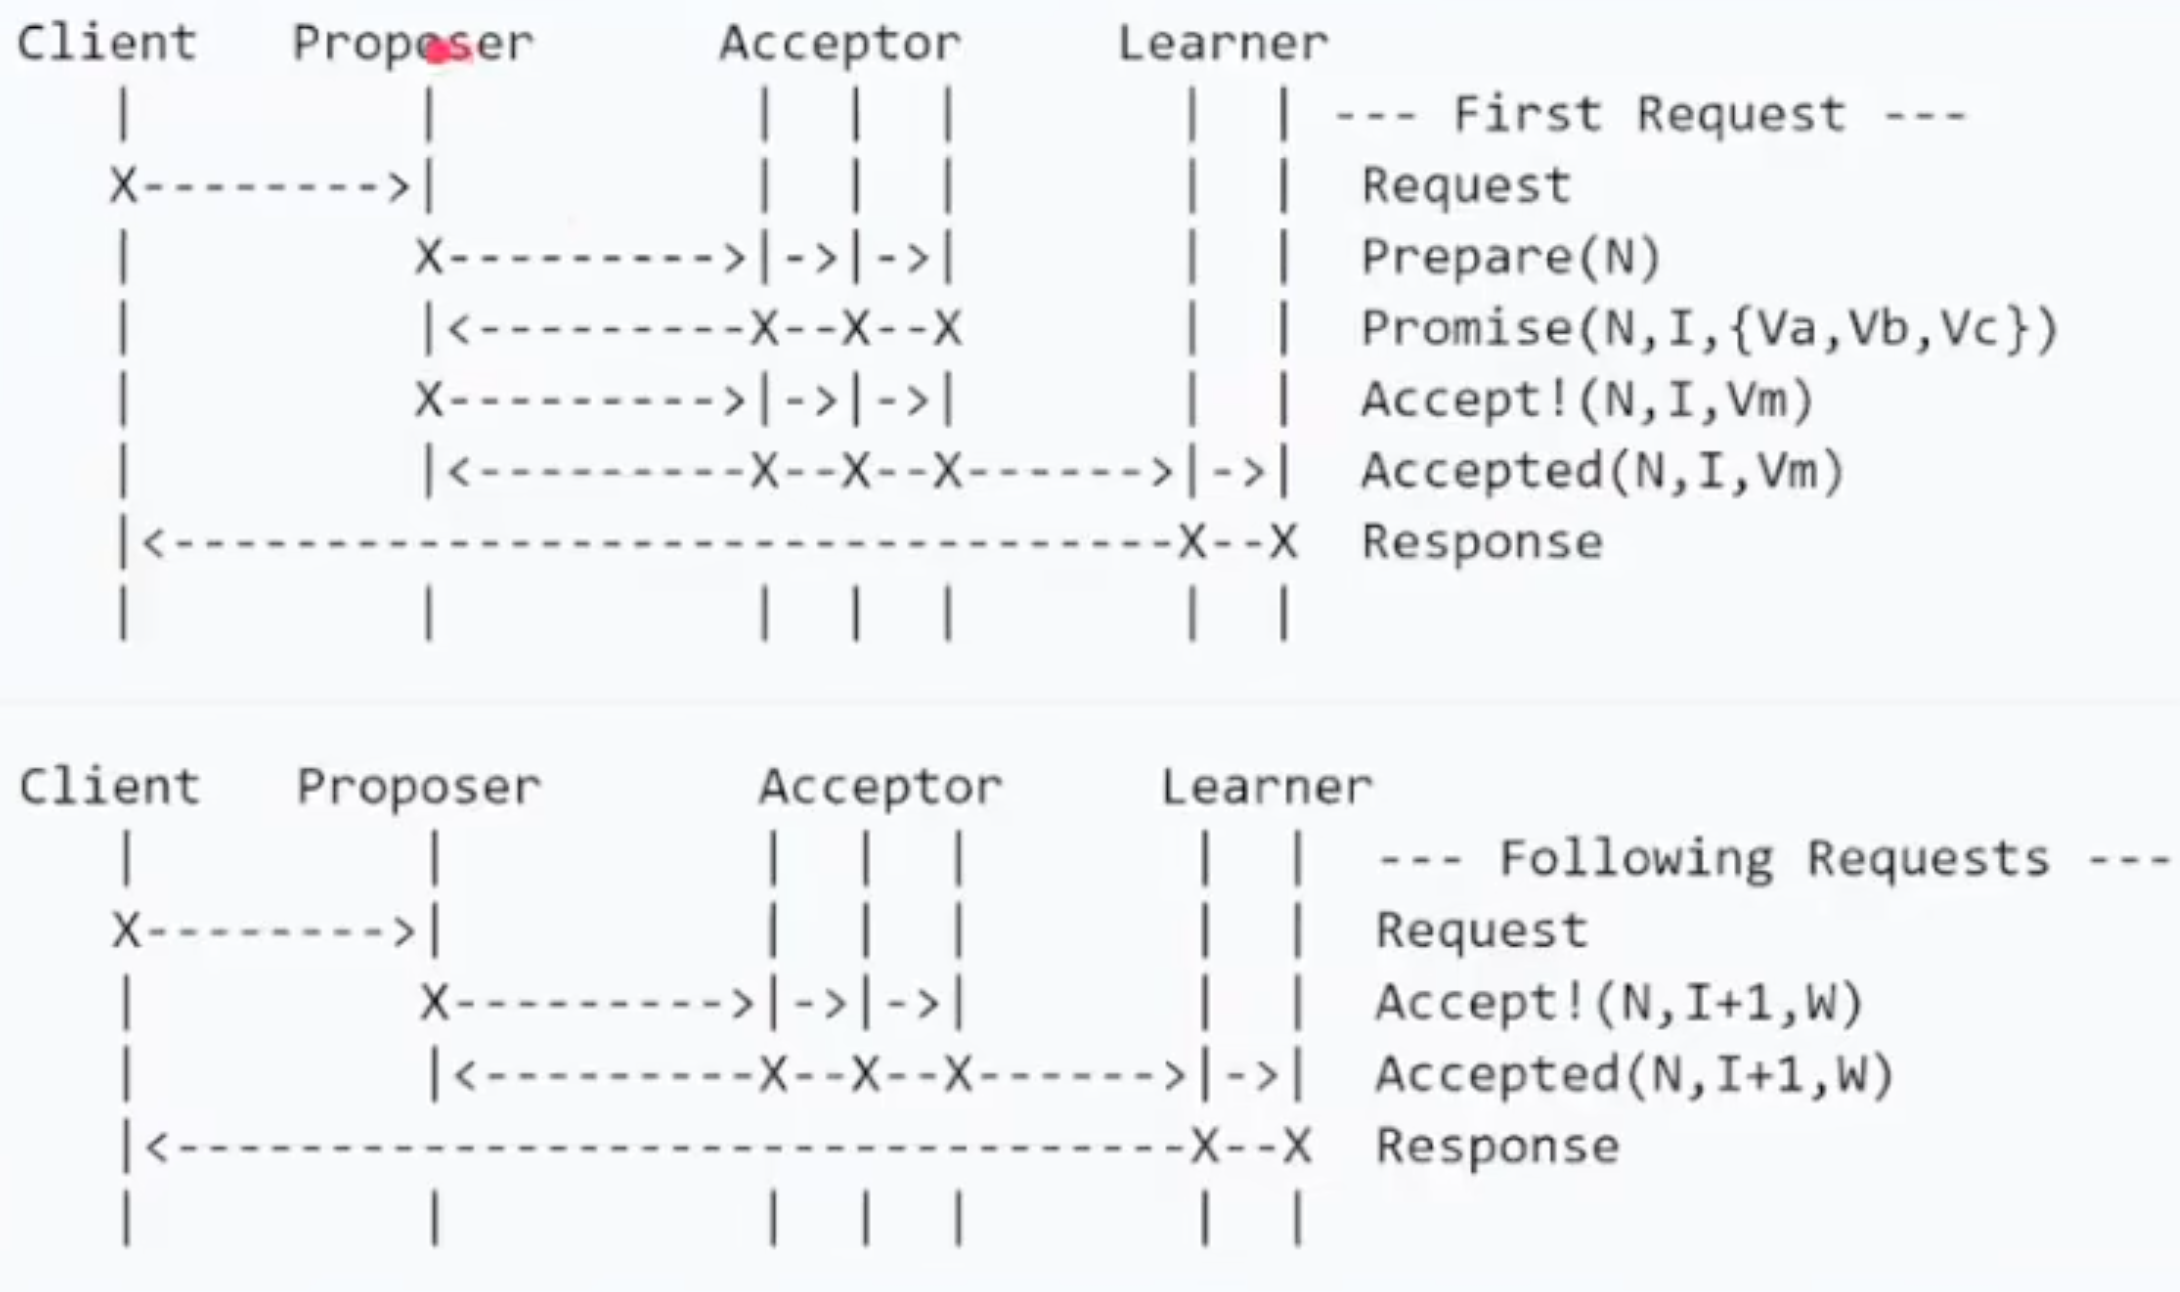 Client Proposer Acceptor Learner
| | | | | | | --- First Request ---
X-------->| | | | | | Request
| X--------->|->|->| | | Prepare(N)
| |<---------X--X--X | | Promise(N,I,{Va,Vb,Vc})
| X--------->|->|->| | | Accept!(N,I,Vm)
| |<---------X--X--X------>|->| Accepted(N,I,Vm)
|<---------------------------------X--X Response
| | | | | | |
Client Proposer Acceptor Learner
| | | | | | | --- Following Requests ---
X-------->| | | | | | Request
| X--------->|->|->| | | Accept!(N,I+1,W)
| |<---------X--X--X------>|->| Accepted(N,I+1,W)
|<---------------------------------X--X Response
| | | | | | |